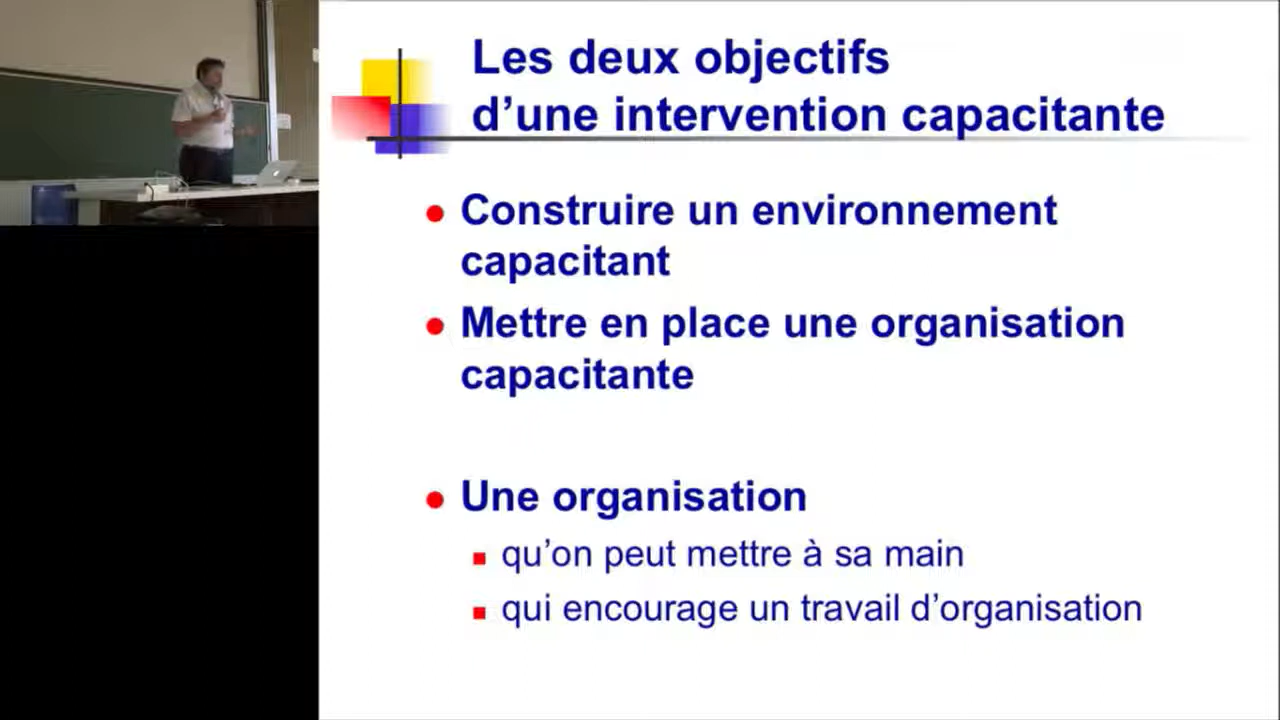 Les deux objectifs
d’une intervention capacitante
Construire un environnement
capacitant
Mettre en place une organisation
capacitante
Une organisation
qu’on peut mettre à sa main
qui encourage un travail d’organisation